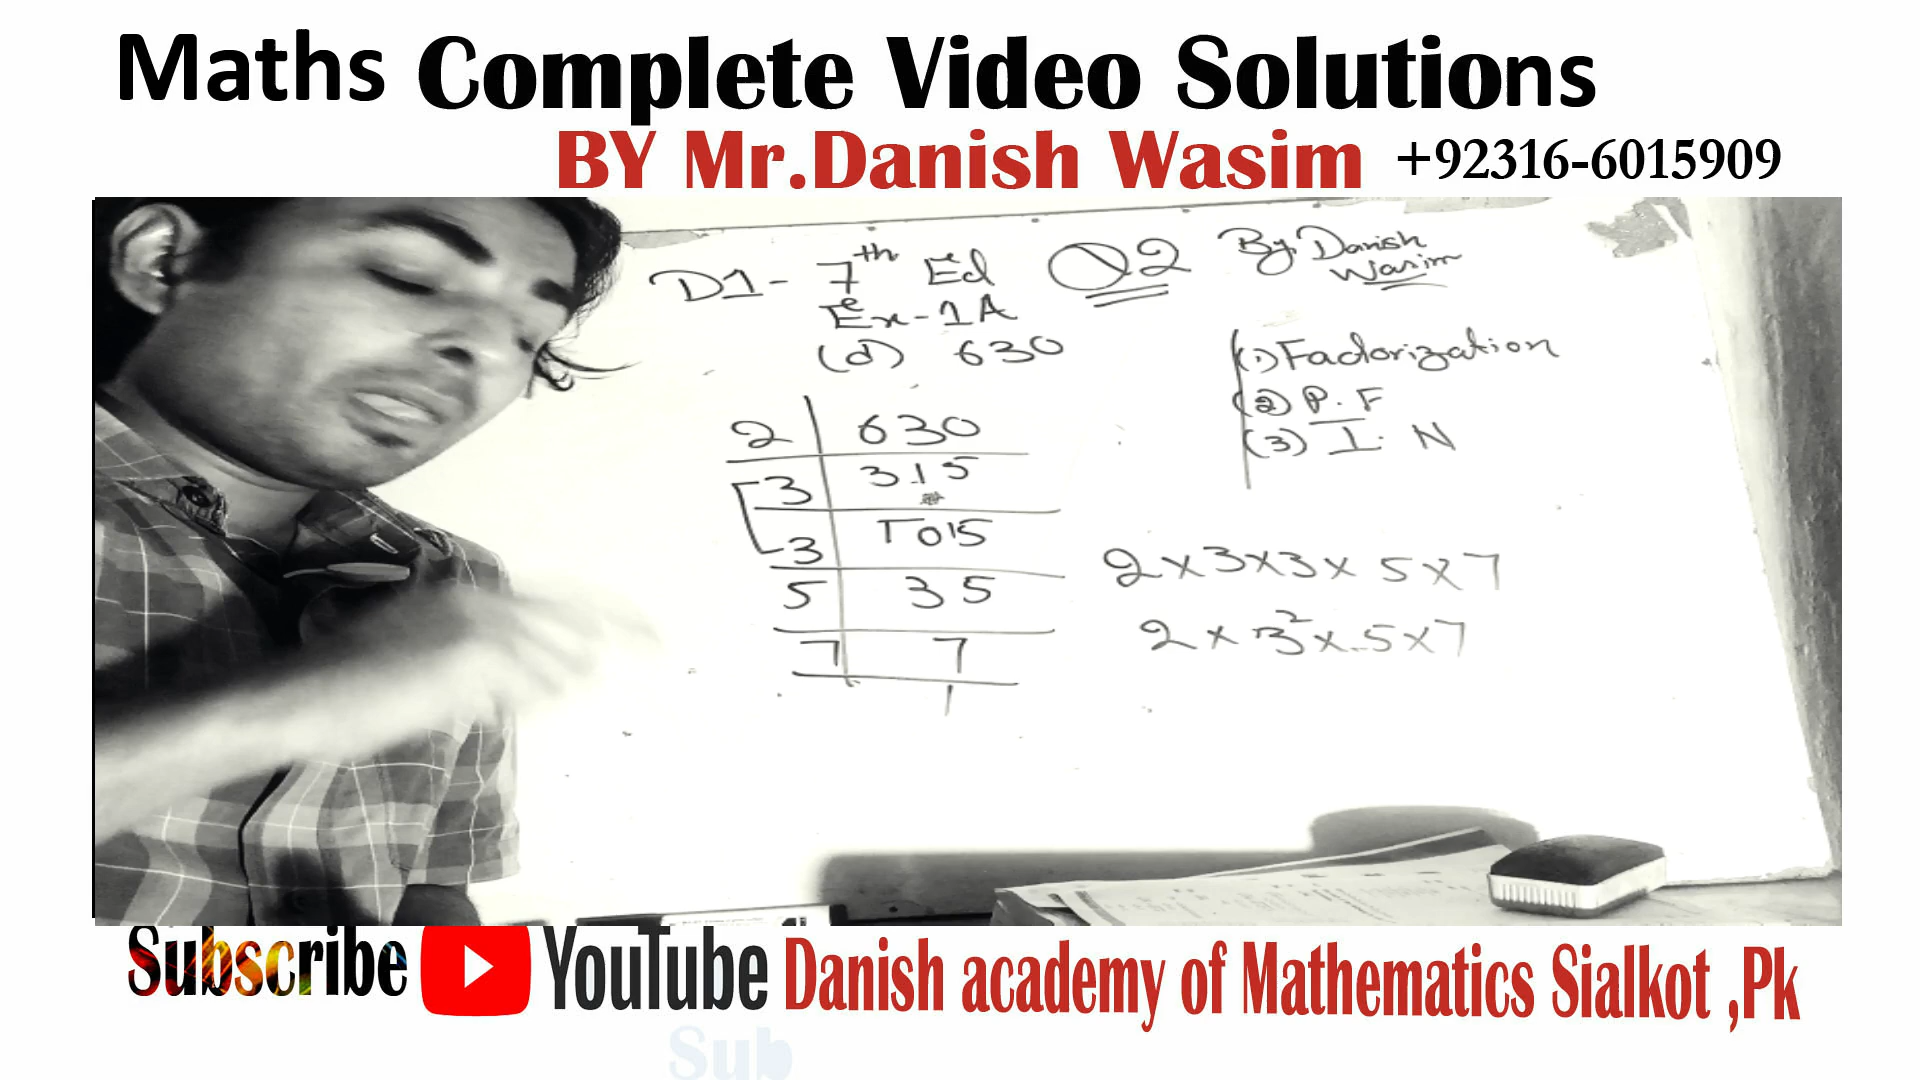 Maths Complete Video Solutions
BY Mr.Danish Wasim +92316-6015909
D1- 7th Ed Q2 By. Danish
Wasim
Ex-1A
(d) 630
(1) Factorization
(2) P.F
(3) I. N
2 630
3 315
3 105
5 35
7 7
1
2×3×3×5×7
2×3²×5×7
Subscribe YouTube Danish academy of Mathematics Sialkot ,Pk
Sub